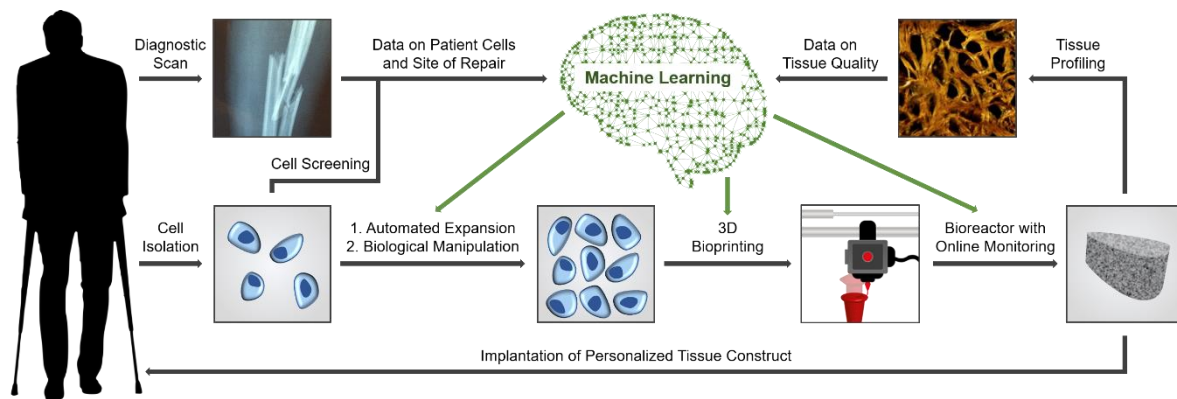 Diagnostic
Scan
Data on Patient Cells
and Site of Repair
Machine Learning
Data on
Tissue Quality
Tissue
Profiling
Cell Screening
Cell
Isolation
1. Automated Expansion
2. Biological Manipulation
3D
Bioprinting
Bioreactor with
Online Monitoring
Implantation of Personalized Tissue Construct